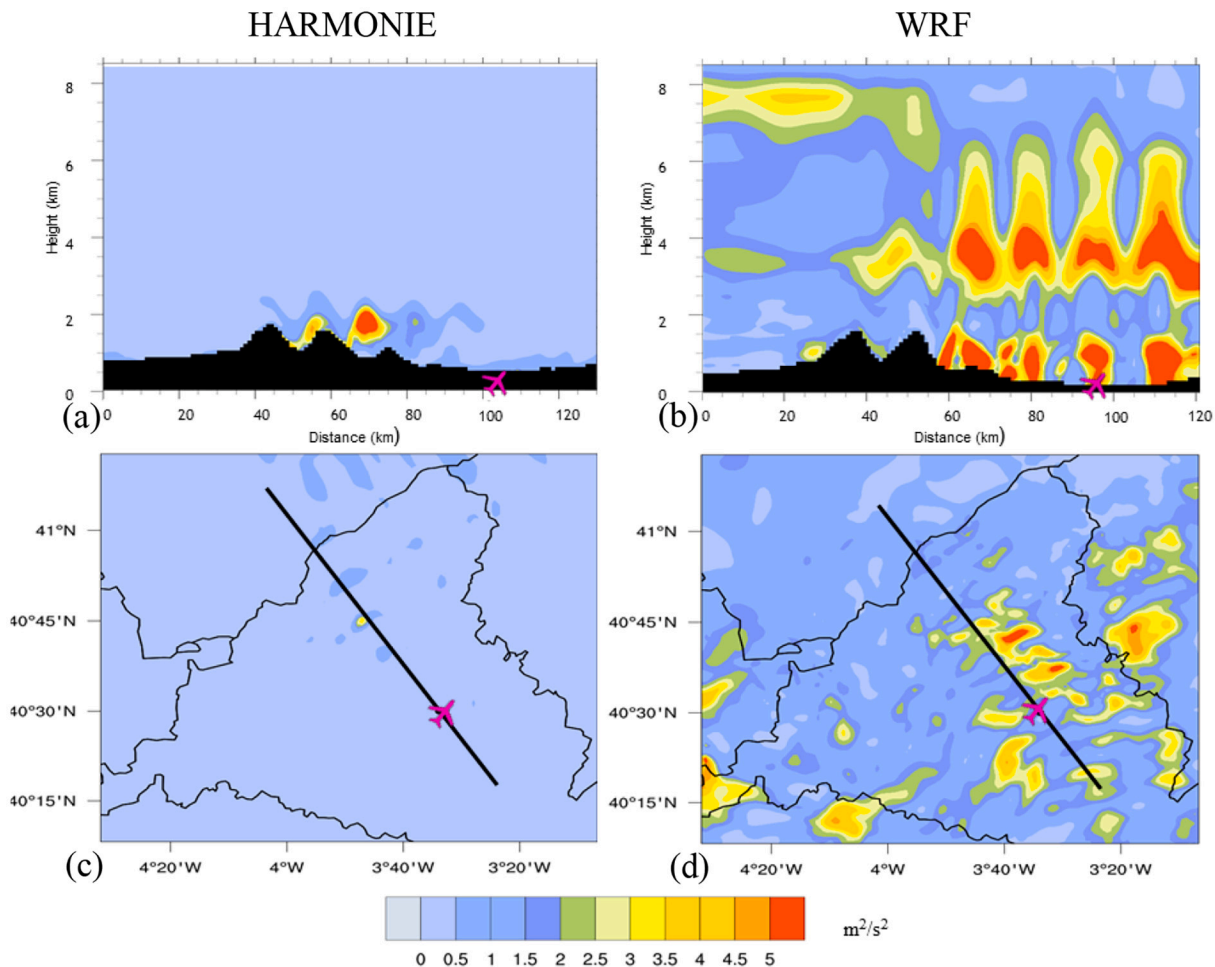 HARMONIE WRF
8 8
6 6
Height (km) Height (km)
4 4
2 2
0 0
(a) 0 20 40 60 80 100 120 (b) 0 20 40 60 80 100 120
Distance (km) Distance (km)
41°N 41°N
40°45'N 40°45'N
40°30'N 40°30'N
40°15'N 40°15'N
(c) 4°20'W 4°W 3°40'W 3°20'W (d) 4°20'W 4°W 3°40'W 3°20'W
m²/s²
0 0.5 1 1.5 2 2.5 3 3.5 4 4.5 5